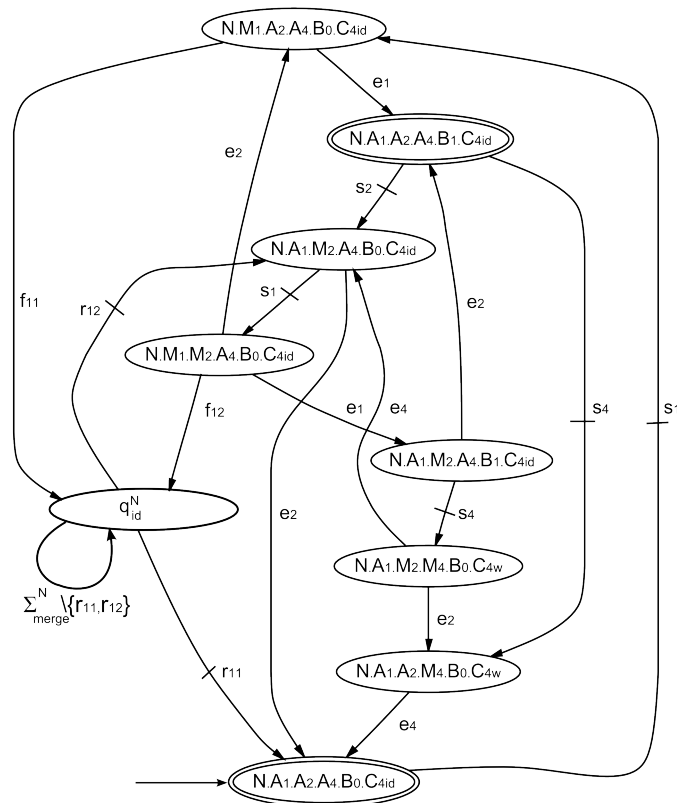 N.M1.A2.A4.B0.C4id
e1
N.A1.A2.A4.B1.C4id
e2
s2
N.A1.M2.A4.B0.C4id
f11
r12
s1
e2
N.M1.M2.A4.B0.C4id
f12
e1
e4
s4
s1
N.A1.M2.A4.B1.C4id
q N id
e2
s4
N.A1.M2.M4.B0.C4w
Σ N merge \{r11,r12}
e2
r11
N.A1.A2.M4.B0.C4w
e4
N.A1.A2.A4.B0.C4id